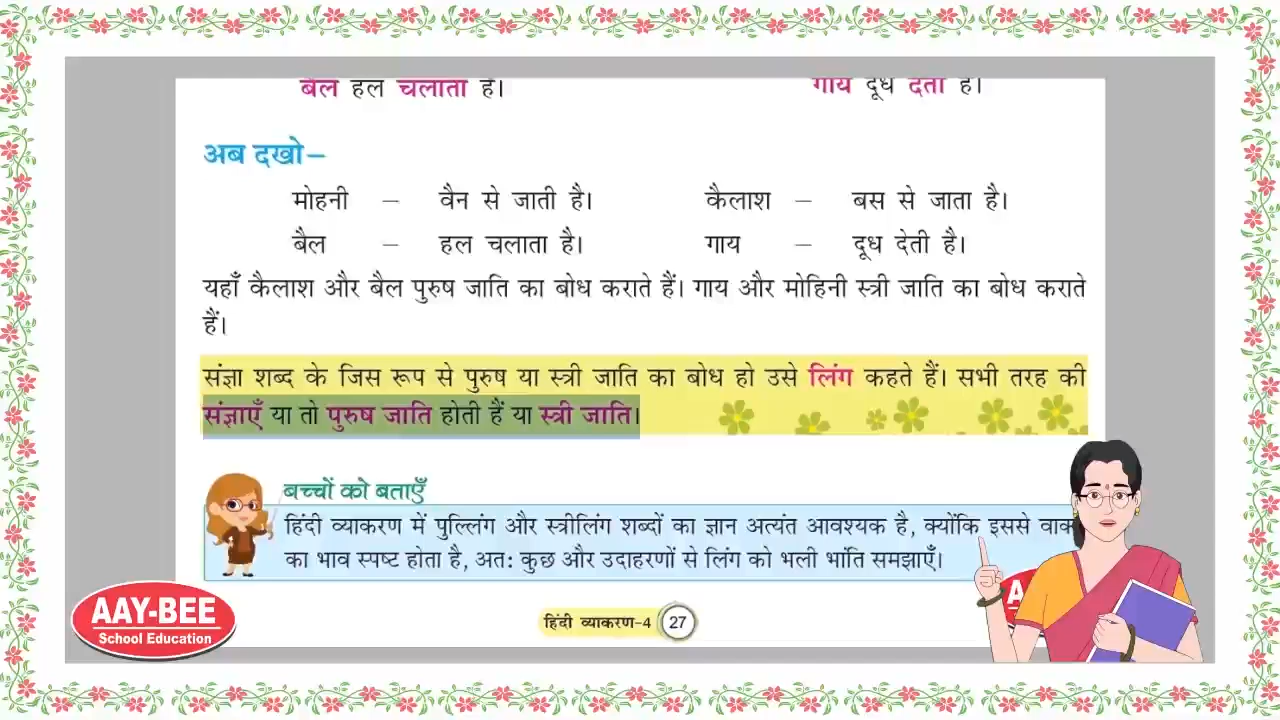 बैल हल चलाता है।
गाय दूध देती है।
अब दखो–
मोहनी – वैन से जाती है। कैलाश – बस से जाता है।
बैल – हल चलाता है। गाय – दूध देती है।
यहाँ कैलाश और बैल पुरुष जाति का बोध कराते हैं। गाय और मोहिनी स्त्री जाति का बोध कराते
हैं।
संज्ञा शब्द के जिस रूप से पुरुष या स्त्री जाति का बोध हो उसे लिंग कहते हैं। सभी तरह की
संज्ञाएँ या तो पुरुष जाति होती हैं या स्त्री जाति।
बच्चों को बताएँ
हिंदी व्याकरण में पुल्लिंग और स्त्रीलिंग शब्दों का ज्ञान अत्यंत आवश्यक है, क्योंकि इससे
का भाव स्पष्ट होता है, अतः कुछ और उदाहरणों से लिंग को भली भांति समझाएँ।
हिंदी व्याकरण-4 27
AAY-BEE
School Education